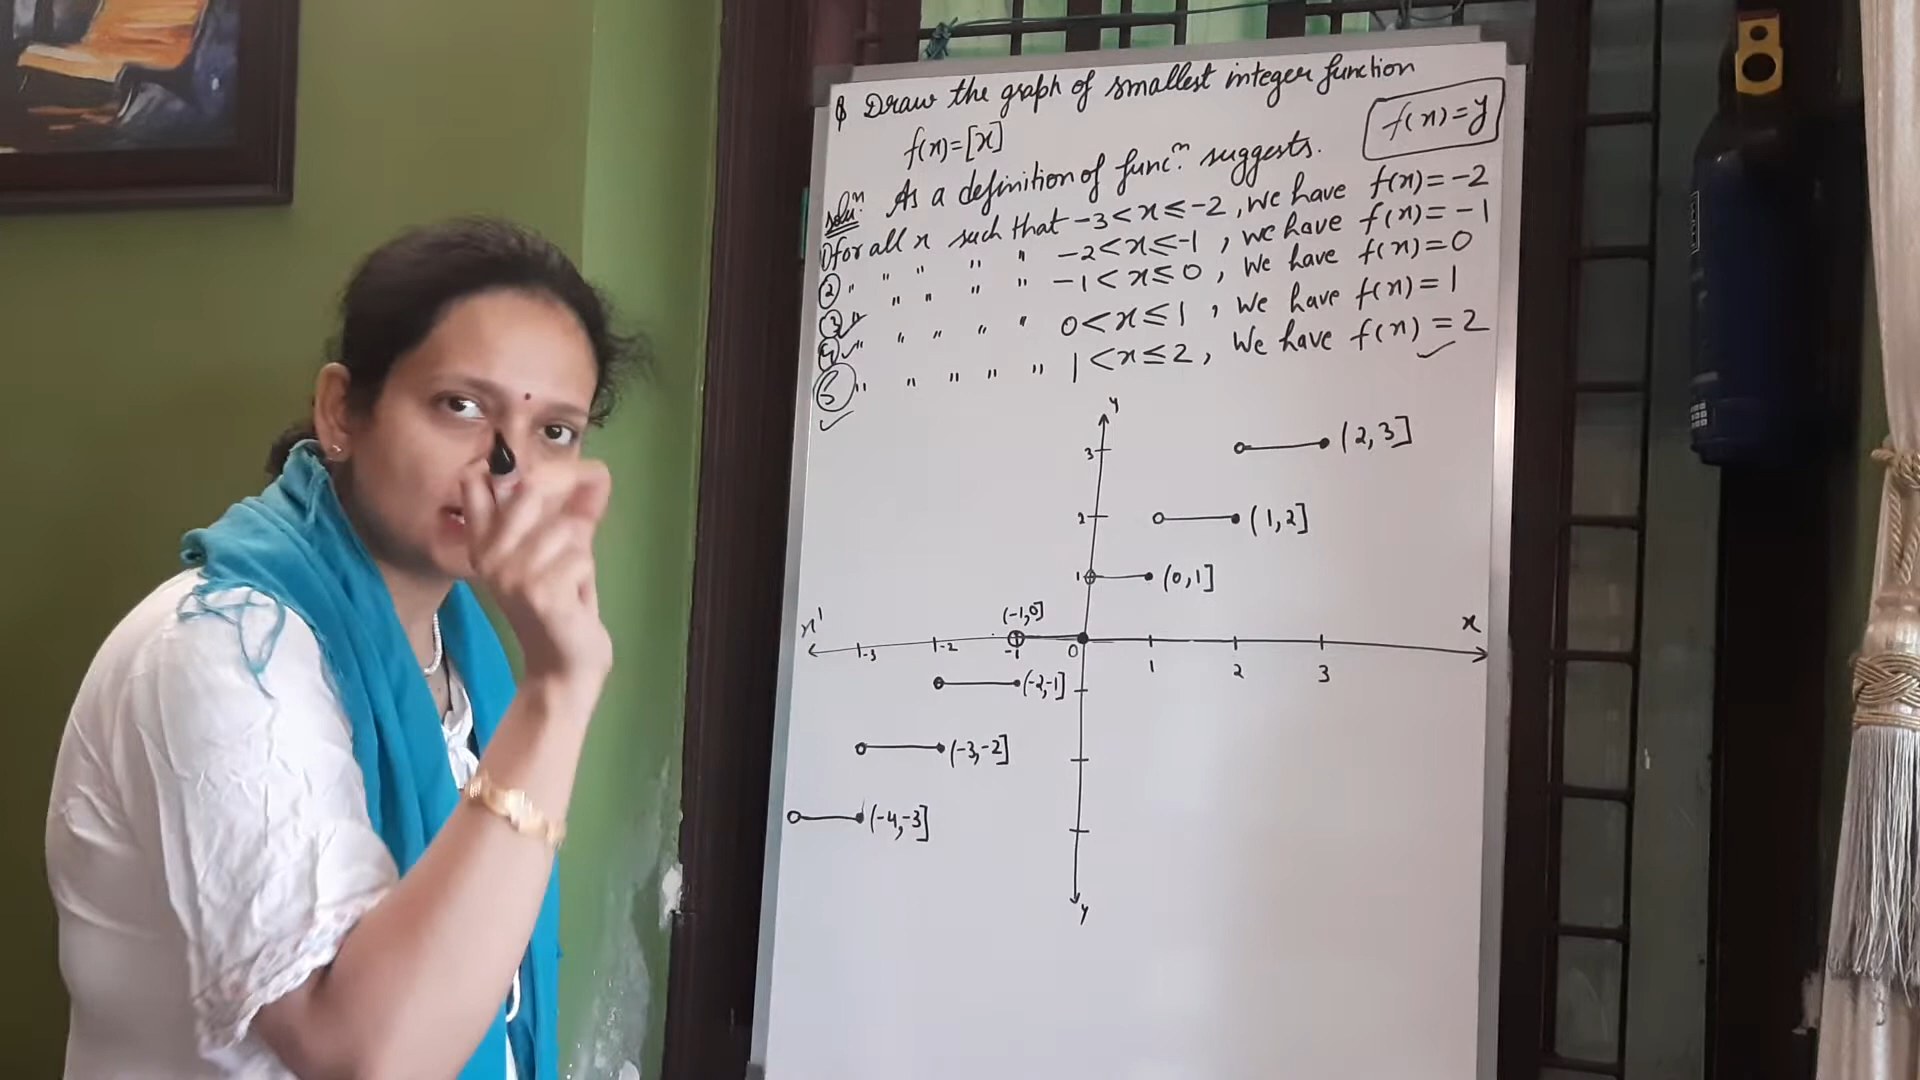 Q Draw the graph of smallest integer function
f(x)=[x]
f(x)=y
soluⁿ: As a definition of funcⁿ. suggests.
① for all x such that -3<x≤-2, we have f(x)=-2
② " " " " " -2<x≤-1, we have f(x)=-1
③ " " " " " -1<x≤0, we have f(x)=0
④ " " " " " 0<x≤1, we have f(x)=1
⑤ " " " " " 1<x≤2, we have f(x)=2
y
3 (2,3]
2 (1,2]
1 (0,1]
(-1,0]
x' x
-3 -2 -1 0 1 2 3
(-2,-1]
(-3,-2]
(-4,-3]
y